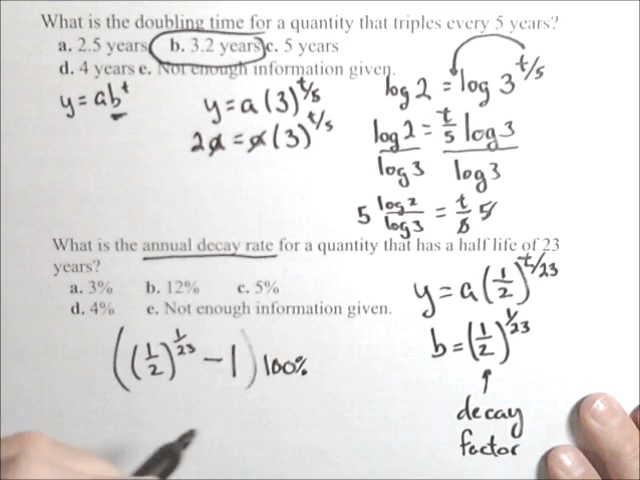 What is the doubling time for a quantity that triples every 5 years?
a. 2.5 years b. 3.2 years c. 5 years
d. 4 years e. Not enough information given.
y = ab^t
y = a(3)^t/5
2a = a(3)^t/5
log 2 = log 3^t/5
log 2 = t/5 log 3
log 3 log 3
5 log 2/log 3 = t/5 5
What is the annual decay rate for a quantity that has a half life of 23
years?
a. 3% b. 12% c. 5%
d. 4% e. Not enough information given.
y = a(1/2)^t/23
b = (1/2)^1/23
decay
factor
((1/2)^1/23 - 1)100%